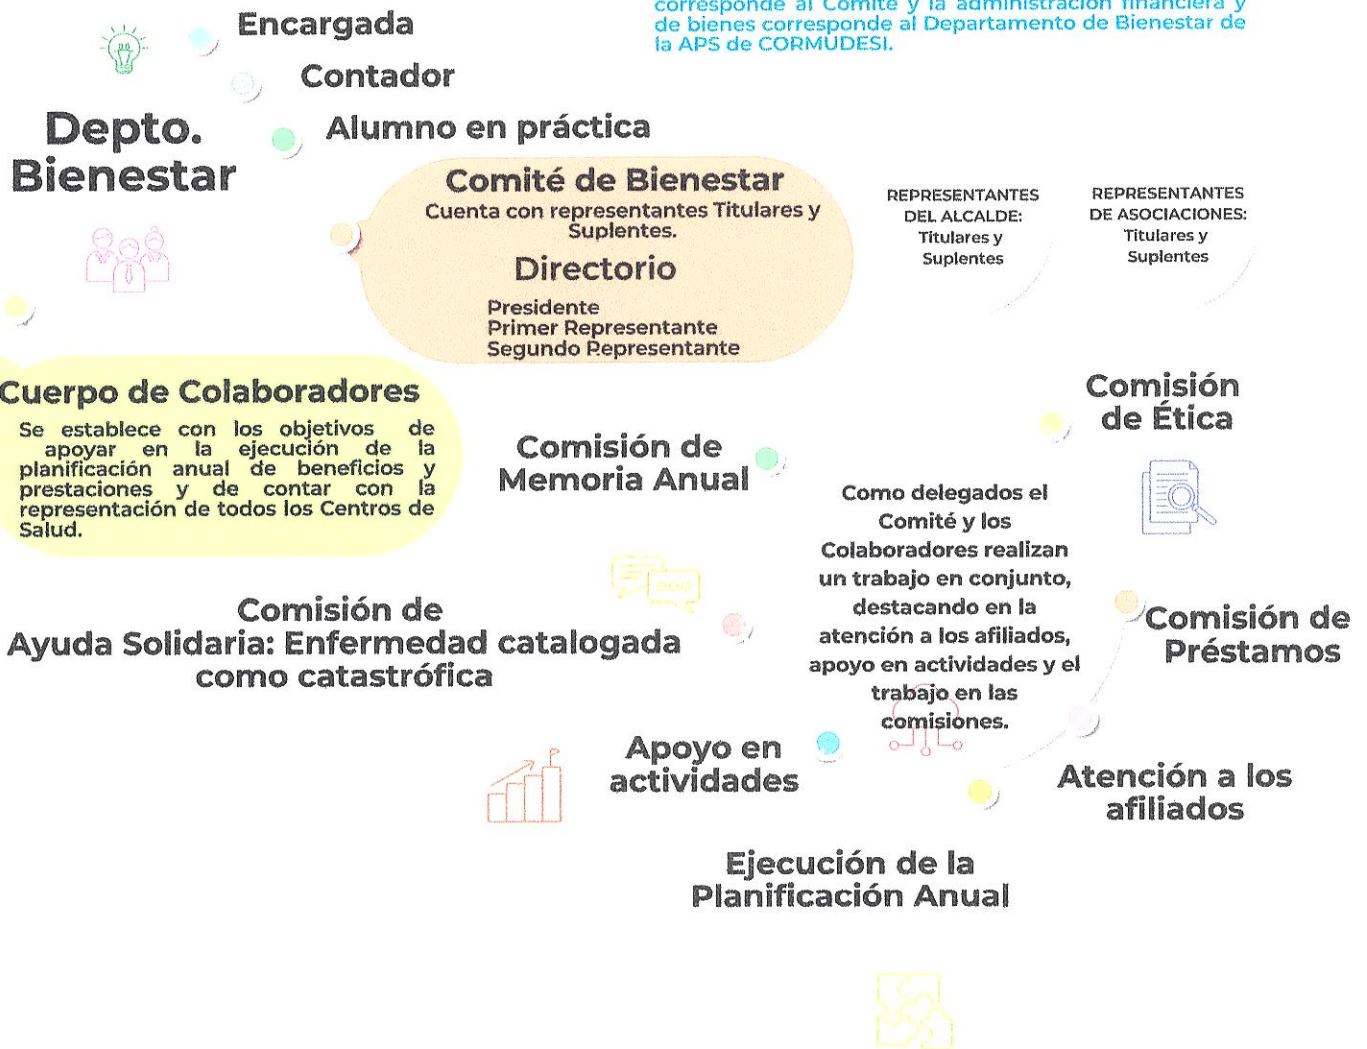 corresponde al Comité y la administración financiera y
de bienes corresponde al Departamento de Bienestar de
la APS de CORMUDESI.
Encargada
Contador
Alumno en práctica
Depto.
Bienestar
Comité de Bienestar
Cuenta con representantes Titulares y
Suplentes.
Directorio
Presidente
Primer Representante
Segundo Representante
REPRESENTANTES
DEL ALCALDE:
Titulares y
Suplentes
REPRESENTANTES
DE ASOCIACIONES:
Titulares y
Suplentes
Cuerpo de Colaboradores
Se establece con los objetivos de
apoyar en la ejecución de la
planificación anual de beneficios y
prestaciones y de contar con la
representación de todos los Centros de
Salud.
Comisión de
Memoria Anual
Comisión
de Ética
Como delegados el
Comité y los
Colaboradores realizan
un trabajo en conjunto,
destacando en la
atención a los afiliados,
apoyo en actividades y el
trabajo en las
comisiones.
Comisión de
Ayuda Solidaria: Enfermedad catalogada
como catastrófica
Comisión de
Préstamos
Apoyo en
actividades
Atención a los
afiliados
Ejecución de la
Planificación Anual